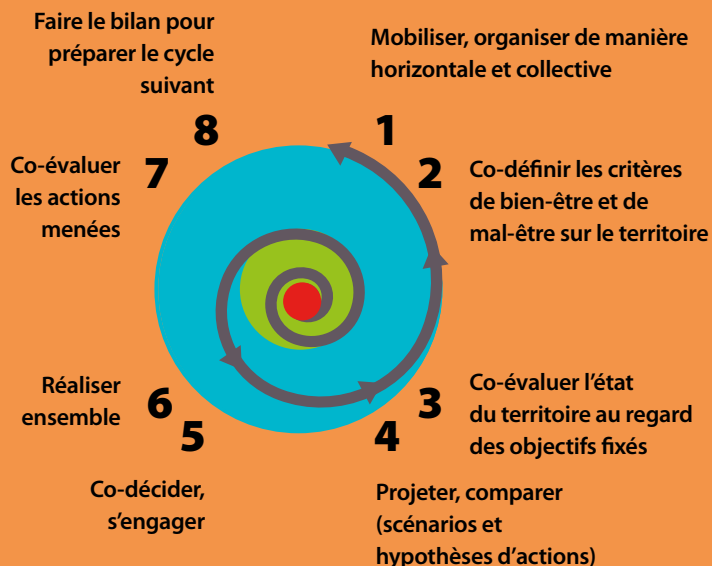 1
Mobiliser, organiser de manière
horizontale et collective
2
Co-définir les critères
de bien-être et de
mal-être sur le territoire
3
Co-évaluer l'état
du territoire au regard
des objectifs fixés
4
Projeter, comparer
(scénarios et
hypothèses d'actions)
5
Co-décider,
s'engager
6
Réaliser
ensemble
7
Co-évaluer
les actions
menées
8
Faire le bilan pour
préparer le cycle
suivant